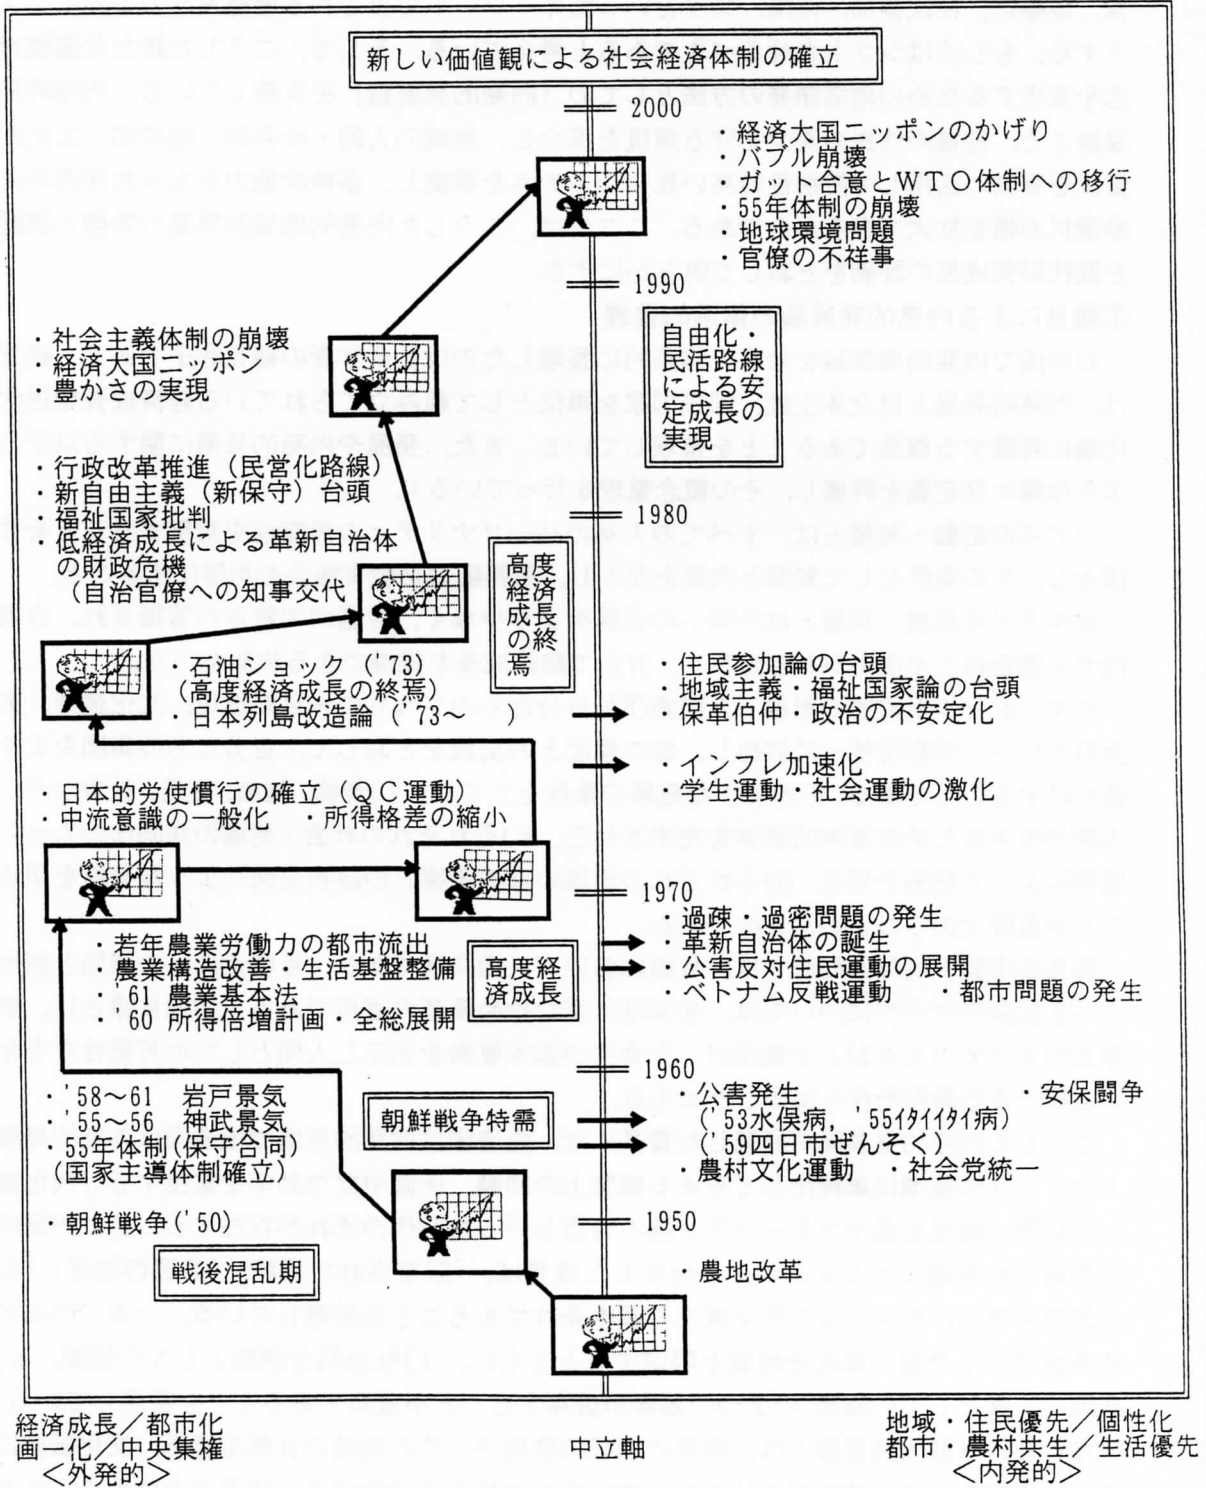 新しい価値観による社会経済体制の確立
2000
・経済大国ニッポンのかげり
・バブル崩壊
・ガット合意とWTO体制への移行
・55年体制の崩壊
・地球環境問題
・官僚の不祥事
1990
自由化・
民活路線
による安
定成長の
実現
・社会主義体制の崩壊
・経済大国ニッポン
・豊かさの実現
・行政改革推進（民営化路線）
・新自由主義（新保守）台頭
・福祉国家批判
・低経済成長による革新自治体
の財政危機
（自治官僚への知事交代
1980
高度
経済
成長
の終
焉
・石油ショック（'73）
（高度経済成長の終焉）
・日本列島改造論（'73～　）
・住民参加論の台頭
・地域主義・福祉国家論の台頭
・保革伯仲・政治の不安定化
・インフレ加速化
・学生運動・社会運動の激化
・日本的労使慣行の確立（QC運動）
・中流意識の一般化　・所得格差の縮小
1970
・過疎・過密問題の発生
・革新自治体の誕生
・公害反対住民運動の展開
・ベトナム反戦運動　・都市問題の発生
・若年農業労働力の都市流出
・農業構造改善・生活基盤整備
・'61 農業基本法
・'60 所得倍増計画・全総展開
高度経
済成長
1960
・'58～61　岩戸景気
・'55～56　神武景気
・55年体制(保守合同)
(国家主導体制確立)
朝鮮戦争特需
・公害発生　・安保闘争
('53水俣病, '55ｲﾀｲｲﾀｲ病)
('59四日市ぜんそく)
・農村文化運動　・社会党統一
・朝鮮戦争('50)
1950
戦後混乱期
・農地改革
経済成長／都市化
画一化／中央集権
＜外発的＞
中立軸
地域・住民優先／個性化
都市・農村共生／生活優先
＜内発的＞